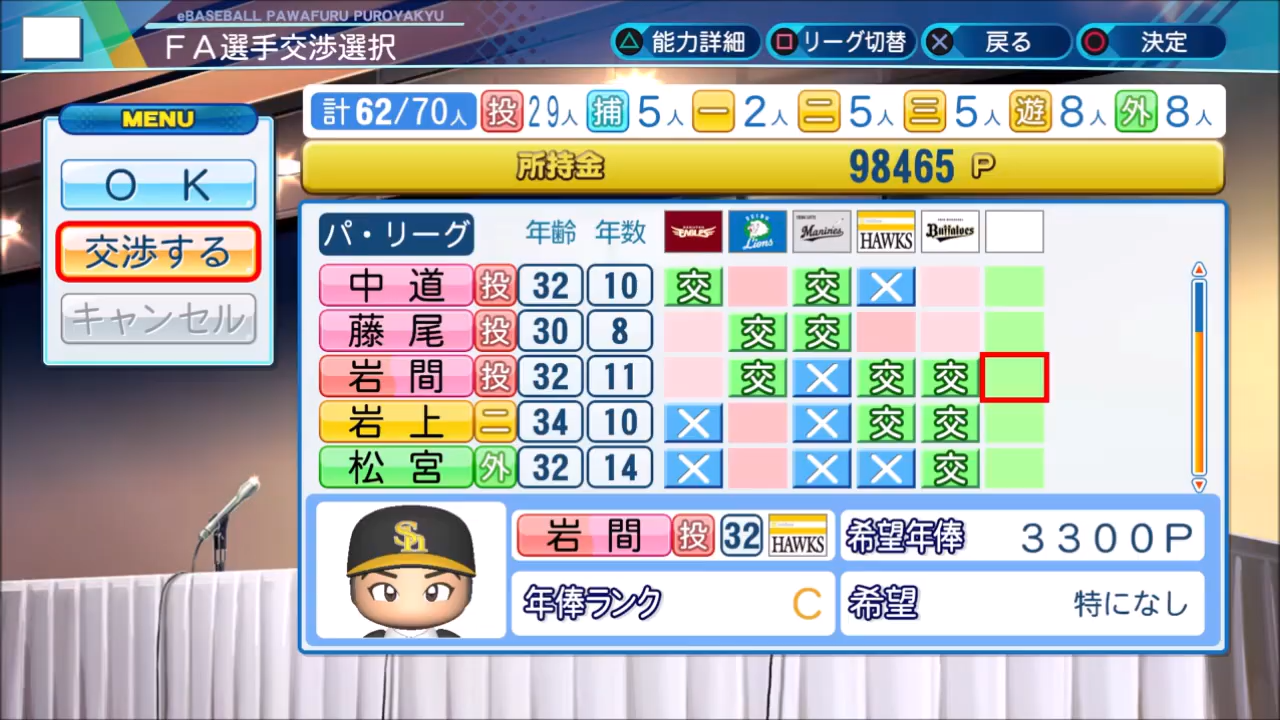 eBASEBALL PAWAFURU PUROYAKYU
ＦＡ選手交渉選択
能力詳細 リーグ切替 戻る 決定
MENU
ＯＫ
交渉する
キャンセル
計62/70人 投29人 捕5人 一2人 二5人 三5人 遊8人 外8人
所持金 98465P
パ・リーグ 年齢 年数 EAGLES Lions Marines HAWKS Buffaloes
中道 投 32 10 交 交 ×
藤尾 投 30 8 交 交
岩間 投 32 11 交 × 交 交
岩上 二 34 10 × × 交 交
松宮 外 32 14 × × × 交
岩間 投 32 HAWKS
希望年俸 3300P
年俸ランク C
希望 特になし